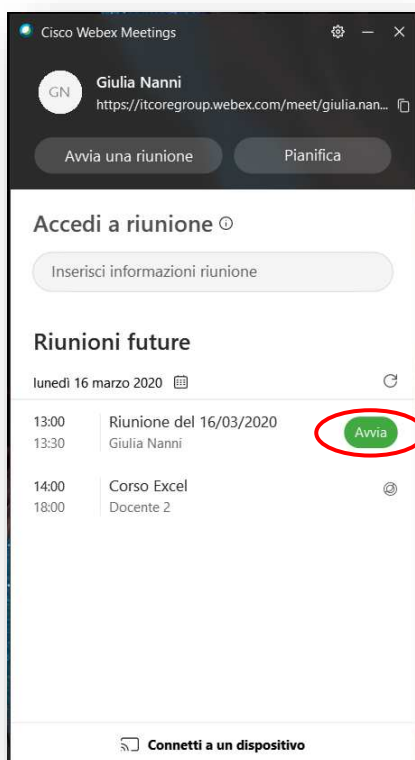 Cisco Webex Meetings
GN
Giulia Nanni
https://itcoregroup.webex.com/meet/giulia.nan...
Avvia una riunione
Pianifica
Accedi a riunione
Inserisci informazioni riunione
Riunioni future
lunedì 16 marzo 2020
13:00 Riunione del 16/03/2020
13:30 Giulia Nanni
Avvia
14:00 Corso Excel
18:00 Docente 2
Connetti a un dispositivo